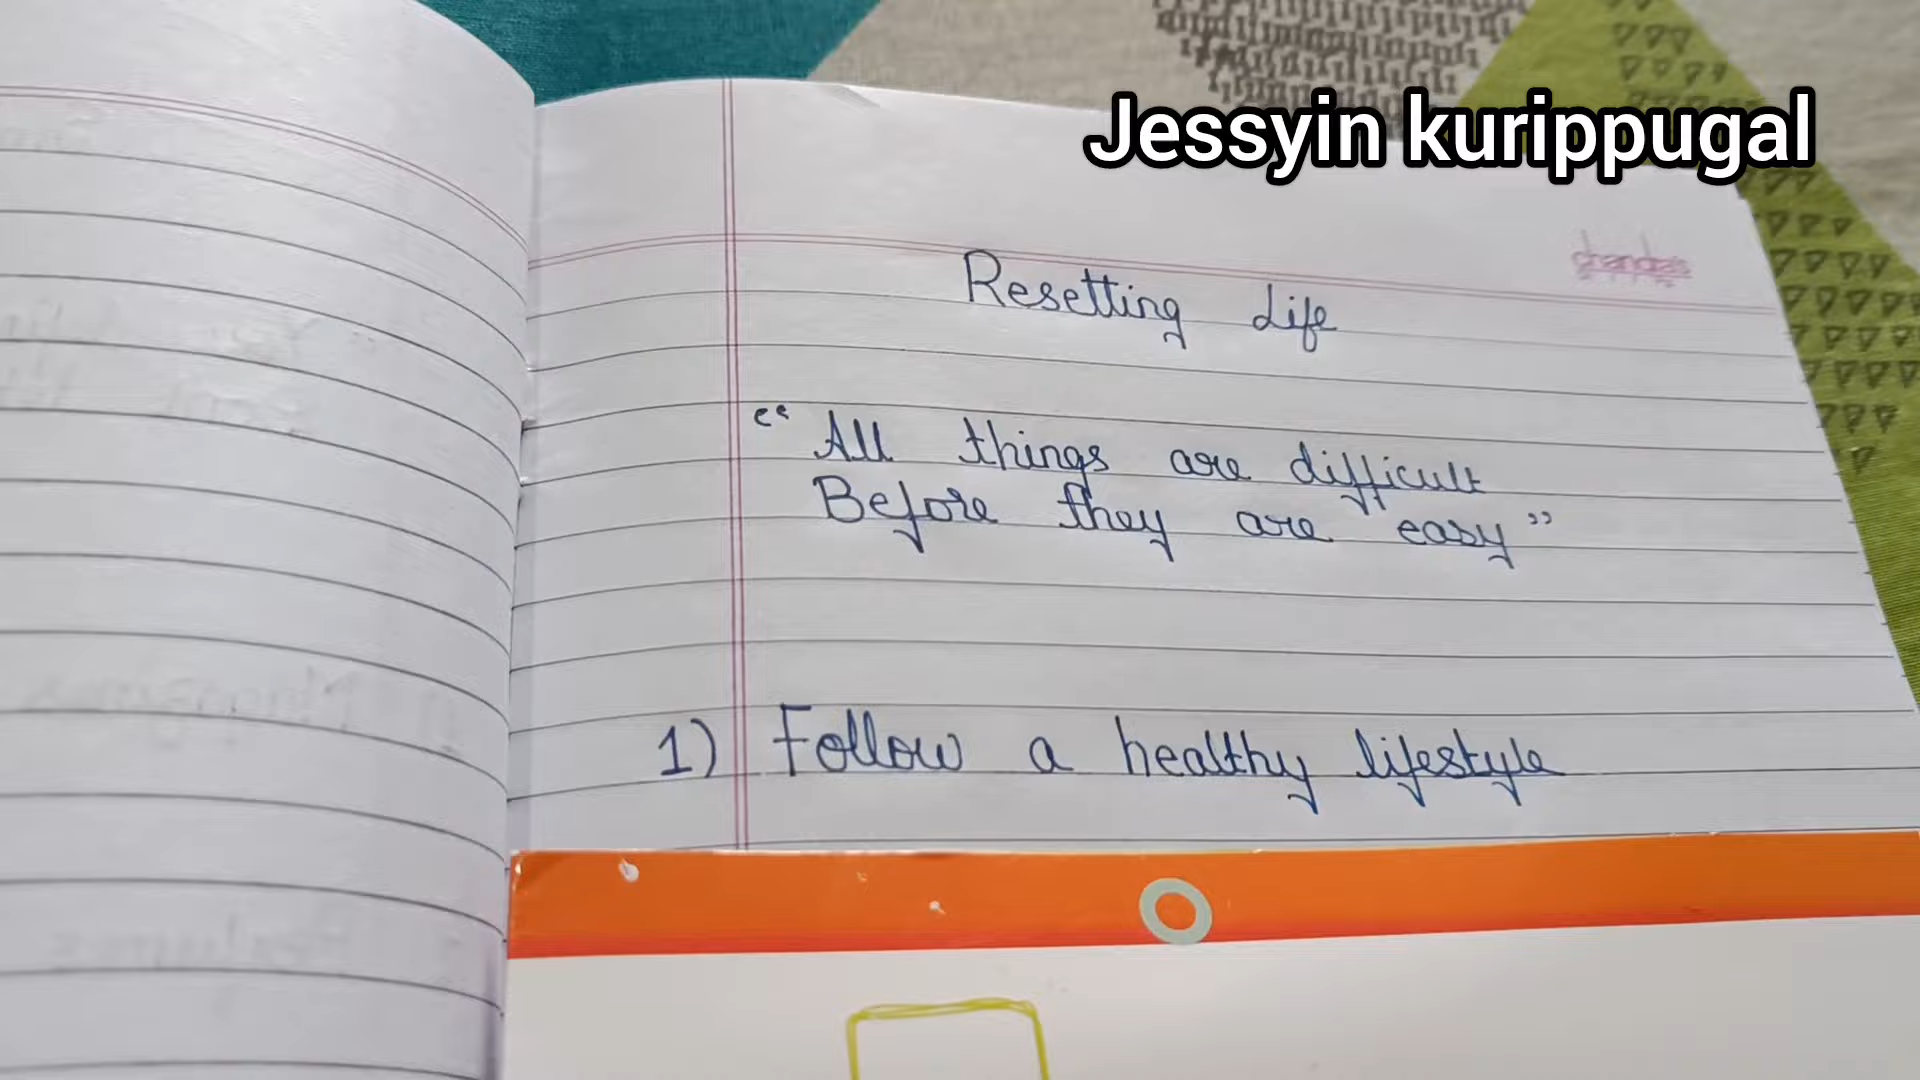 Jessyin kurippugal
Resetting Life
“ All things are difficult
Before they are easy ”
1) Follow a healthy lifestyle